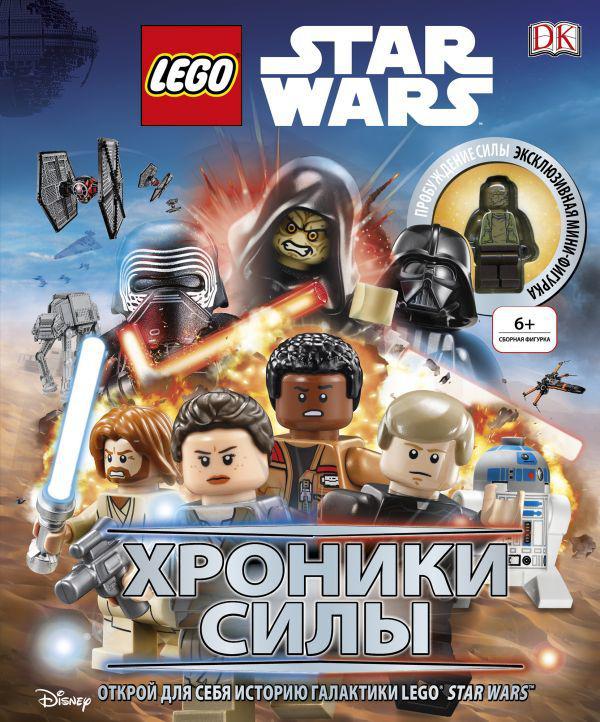 LEGO
STAR
WARS
DK
ПРОБУЖДЕНИЕ СИЛЫ ЭКСКЛЮЗИВНАЯ МИНИ-ФИГУРКА
6+
СБОРНАЯ ФИГУРКА
ХРОНИКИ
СИЛЫ
Disney
ОТКРОЙ ДЛЯ СЕБЯ ИСТОРИЮ ГАЛАКТИКИ LEGO® STAR WARS™